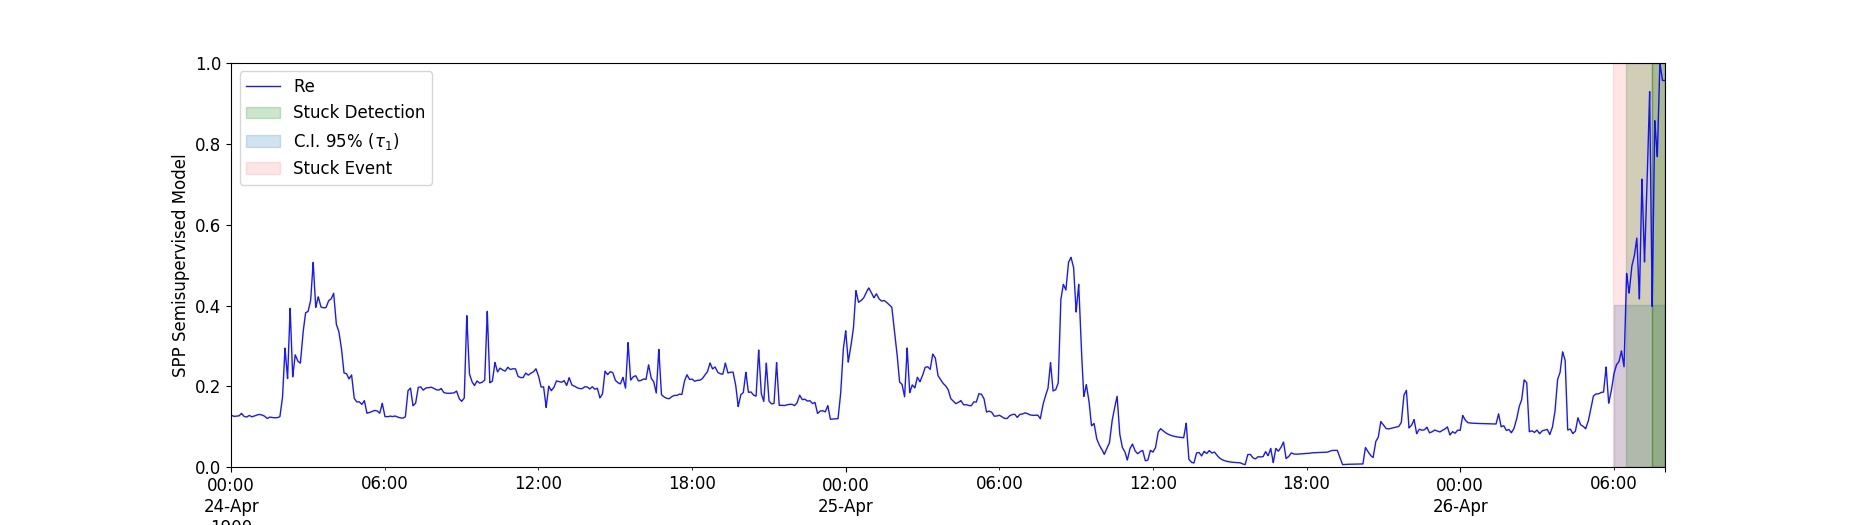 1.0
0.8
0.6
0.4
0.2
0.0
SPP Semisupervised Model
Re
Stuck Detection
C.I. 95% (τ₁)
Stuck Event
00:00 06:00 12:00 18:00 00:00 06:00 12:00 18:00 00:00 06:00
24-Apr 25-Apr 26-Apr
1900